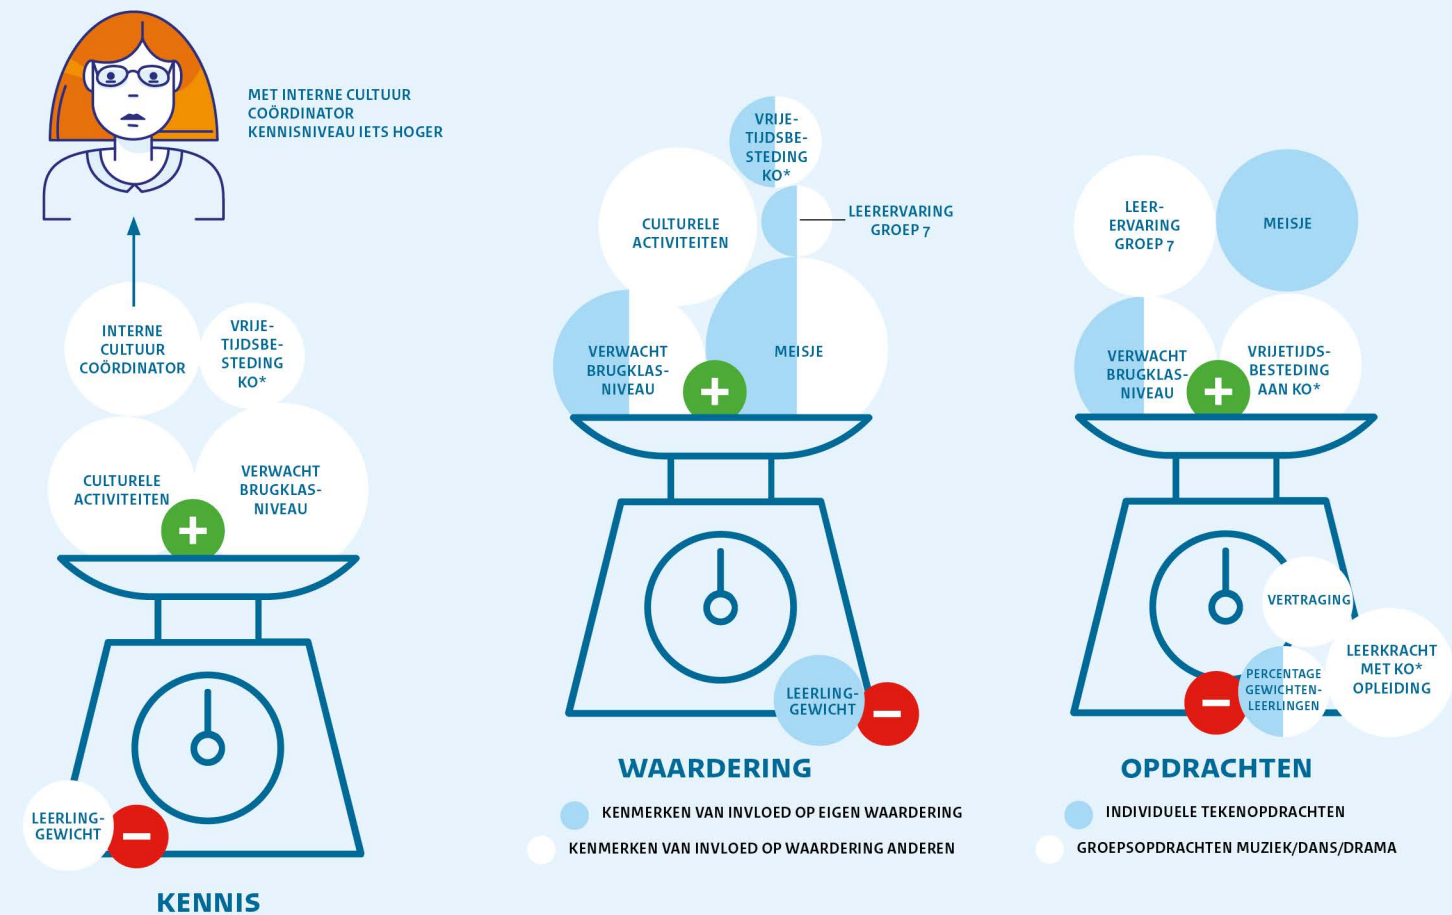 MET INTERNE CULTUUR
COÖRDINATOR
KENNISNIVEAU IETS HOGER
INTERNE
CULTUUR
COÖRDINATOR
VRIJE-
TIJDSBE-
STEDING
KO*
CULTURELE
ACTIVITEITEN
VERWACHT
BRUGKLAS-
NIVEAU
+
LEERLING-
GEWICHT
–
KENNIS
VRIJE-
TIJDSBE-
STEDING
KO*
CULTURELE
ACTIVITEITEN
LEERERVARING
GROEP 7
VERWACHT
BRUGKLAS-
NIVEAU
MEISJE
+
LEERLING-
GEWICHT
–
WAARDERING
KENMERKEN VAN INVLOED OP EIGEN WAARDERING
KENMERKEN VAN INVLOED OP WAARDERING ANDEREN
LEER-
ERVARING
GROEP 7
MEISJE
VERWACHT
BRUGKLAS-
NIVEAU
VRIJETIJDS-
BESTEDING
AAN KO*
+
VERTRAGING
PERCENTAGE
GEWICHTEN-
LEERLINGEN
LEERKRACHT
MET KO*
OPLEIDING
–
OPDRACHTEN
INDIVIDUELE TEKENOPDRACHTEN
GROEPSOPDRACHTEN MUZIEK/DANS/DRAMA